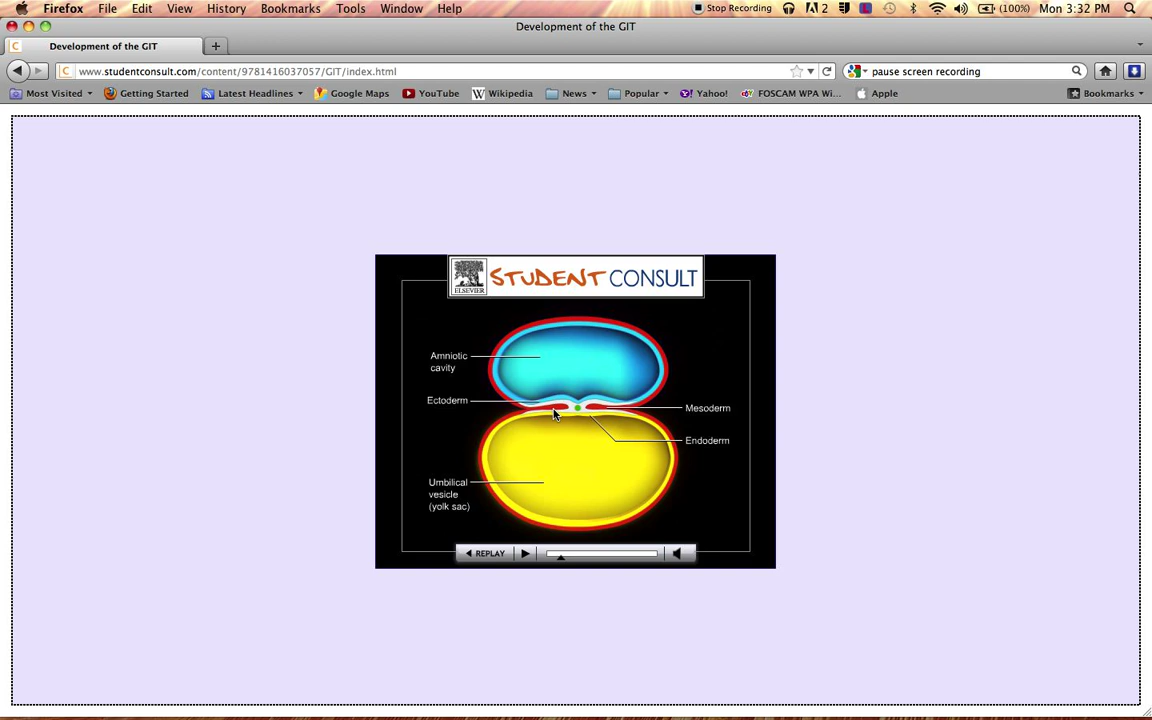 Firefox File Edit View History Bookmarks Tools Window Help Stop Recording 2 (100%) Mon 3:32 PM
Development of the GIT
Development of the GIT
www.studentconsult.com/content/9781416037057/GIT/index.html pause screen recording
Most Visited Getting Started Latest Headlines Google Maps YouTube Wikipedia News Popular Yahoo! FOSCAM WPA Wi... Apple Bookmarks
ELSEVIER STUDENT CONSULT
Amniotic
cavity
Ectoderm
Mesoderm
Endoderm
Umbilical
vesicle
(yolk sac)
REPLAY